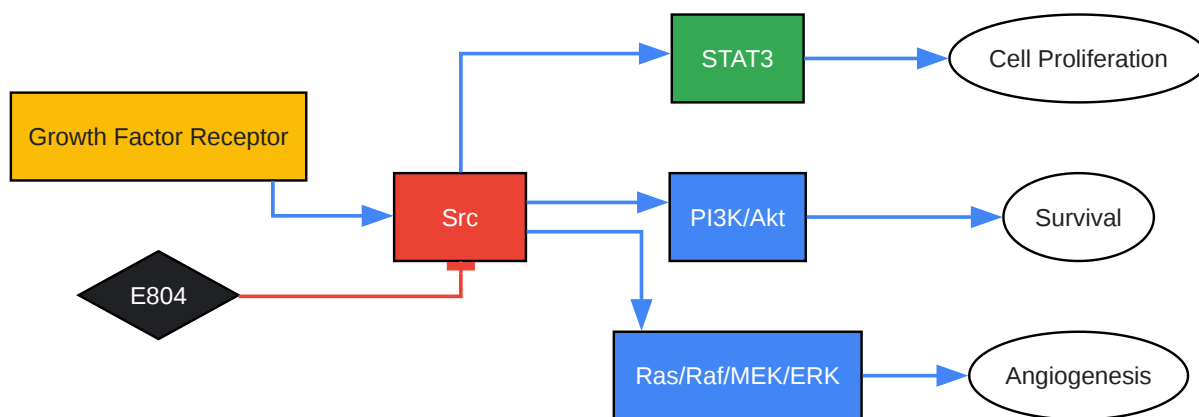 STAT3
Cell Proliferation
Growth Factor Receptor
Src
PI3K/Akt
Survival
E804
Ras/Raf/MEK/ERK
Angiogenesis